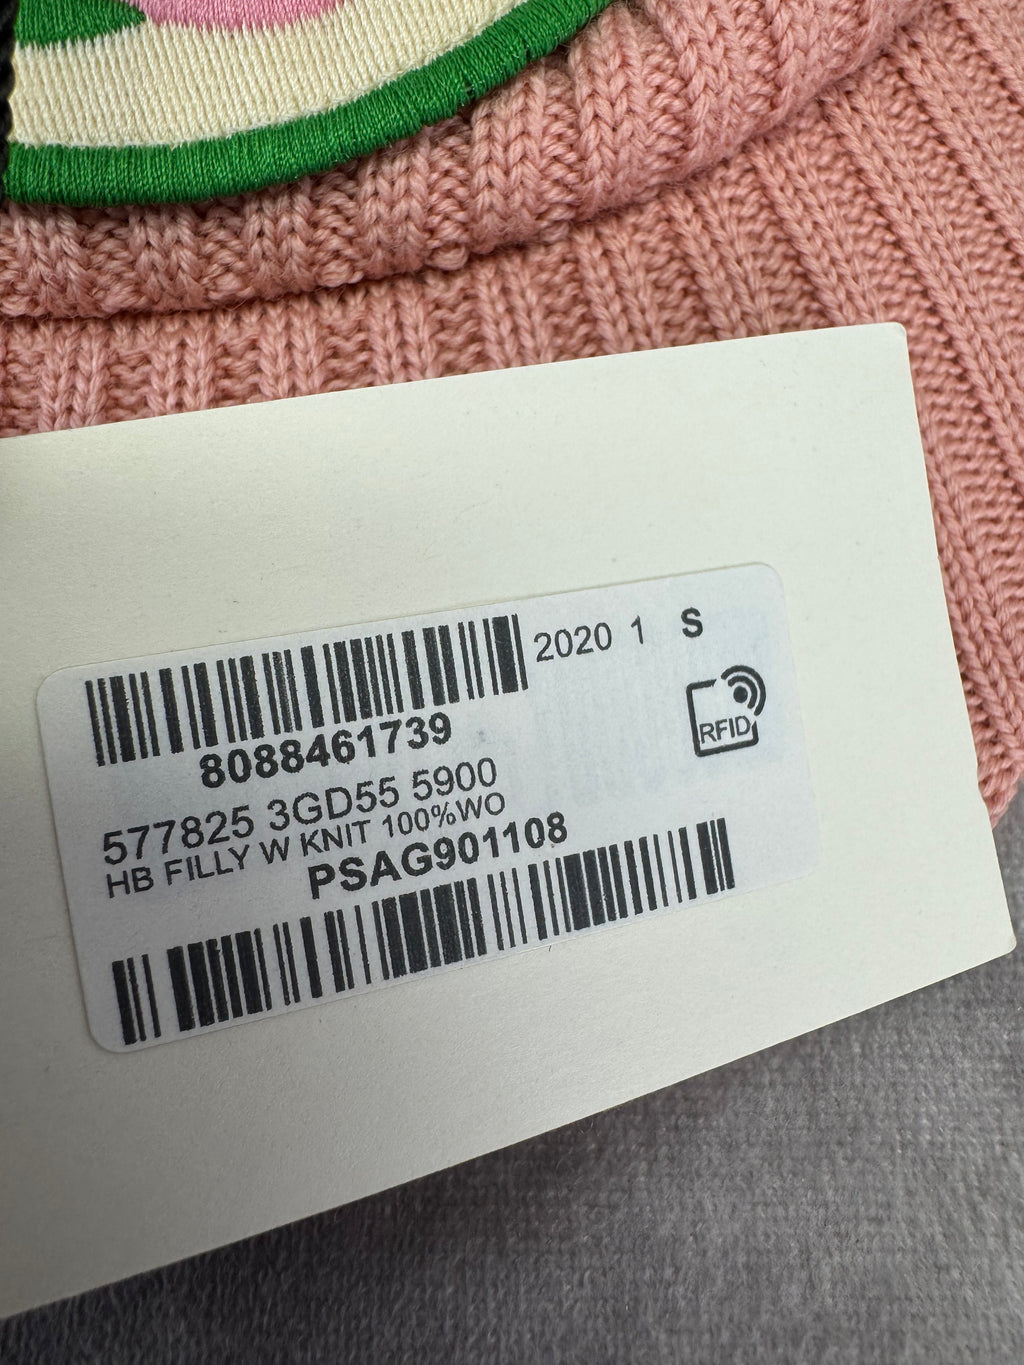 2020 1 S
RFID
8088461739
577825 3GD55 5900
HB FILLY W KNIT 100%WO
PSAG901108